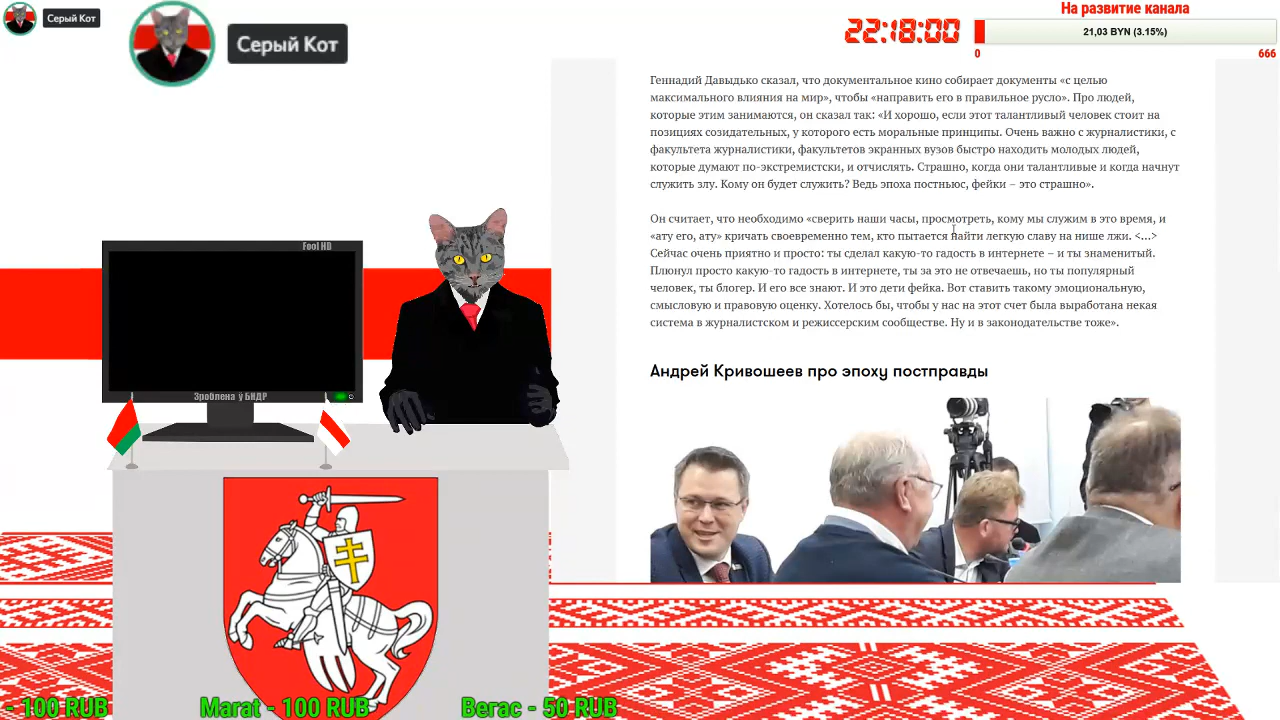 Серый Кот
Серый Кот
22:18:00
На развитие канала
21,03 BYN (3.15%)
0
666
Геннадий Давыдько сказал, что документальное кино собирает документы «с целью
максимального влияния на мир», чтобы «направить его в правильное русло». Про людей,
которые этим занимаются, он сказал так: «И хорошо, если этот талантливый человек стоит на
позициях созидательных, у которого есть моральные принципы. Очень важно с журналистики, с
факультета журналистики, факультетов экранных вузов быстро находить молодых людей,
которые думают по-экстремистски, и отчислять. Страшно, когда они талантливые и когда начнут
служить злу. Кому он будет служить? Ведь эпоха постньюс, фейки – это страшно».
Он считает, что необходимо «сверить наши часы, просмотреть, кому мы служим в это время, и
«ату его, ату» кричать своевременно тем, кто пытается найти легкую славу на нише лжи. <...>
Сейчас очень приятно и просто: ты сделал какую-то гадость в интернете – и ты знаменитый.
Плюнул просто какую-то гадость в интернете, ты за это не отвечаешь, но ты популярный
человек, ты блогер. И его все знают. И это дети фейка. Вот ставить такому эмоциональную,
смысловую и правовую оценку. Хотелось бы, чтобы у нас на этот счет была выработана некая
система в журналистском и режиссерским сообществе. Ну и в законодательстве тоже».
Андрей Кривошеев про эпоху постправды
Fool HD
Зроблена ў БНДР
- 100 RUB
Marat - 100 RUB
Вегас - 50 RUB